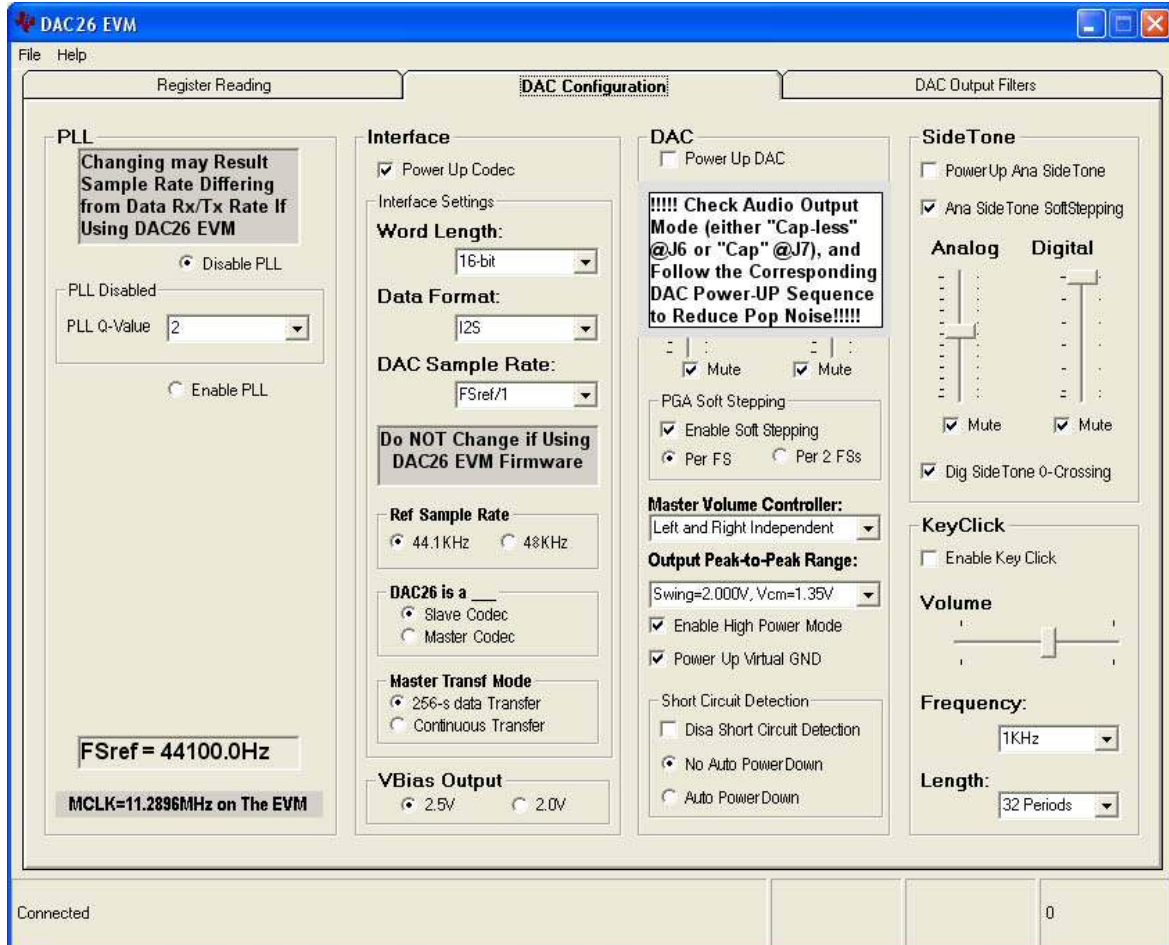 DAC26 EVM
File Help
Register Reading
DAC Configuration
DAC Output Filters
PLL
Changing may Result
Sample Rate Differing
from Data Rx/Tx Rate If
Using DAC26 EVM
Disable PLL
PLL Disabled
PLL Q-Value 2
Enable PLL
FSref = 44100.0Hz
MCLK=11.2896MHz on The EVM
Interface
Power Up Codec
Interface Settings
Word Length:
16-bit
Data Format:
I2S
DAC Sample Rate:
FSref/1
Do NOT Change if Using
DAC26 EVM Firmware
Ref Sample Rate
44.1KHz 48KHz
DAC26 is a ___
Slave Codec
Master Codec
Master Transf Mode
256-s data Transfer
Continuous Transfer
VBias Output
2.5V 2.0V
DAC
Power Up DAC
!!!!! Check Audio Output
Mode (either "Cap-less"
@J6 or "Cap" @J7), and
Follow the Corresponding
DAC Power-UP Sequence
to Reduce Pop Noise!!!!!
Mute Mute
PGA Soft Stepping
Enable Soft Stepping
Per FS Per 2 FSs
Master Volume Controller:
Left and Right Independent
Output Peak-to-Peak Range:
Swing=2.000V, Vcm=1.35V
Enable High Power Mode
Power Up Virtual GND
Short Circuit Detection
Disa Short Circuit Detection
No Auto PowerDown
Auto PowerDown
SideTone
PowerUp Ana SideTone
Ana SideTone SoftStepping
Analog Digital
Mute Mute
Dig SideTone 0-Crossing
KeyClick
Enable Key Click
Volume
Frequency:
1KHz
Length:
32 Periods
Connected
0